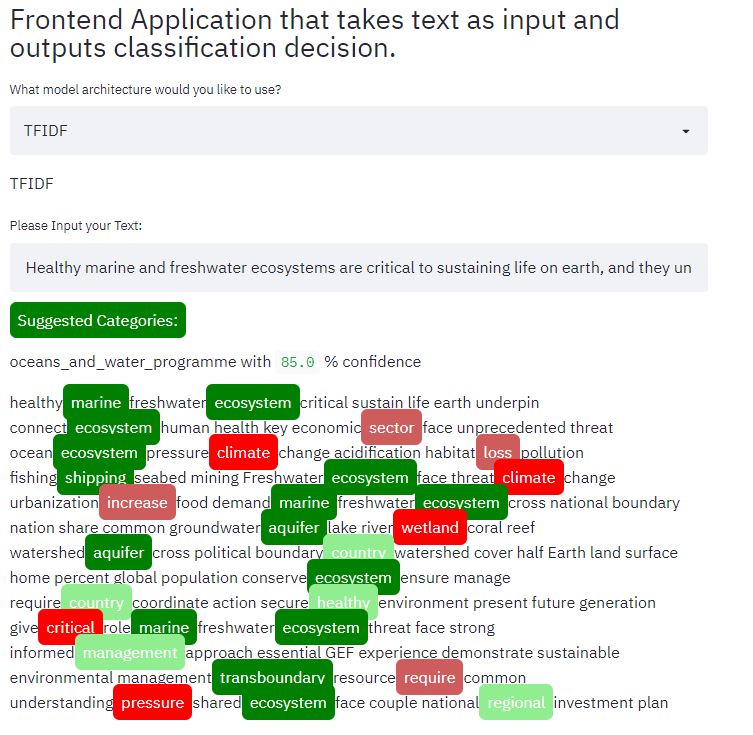 Frontend Application that takes text as input and
outputs classification decision.
What model architecture would you like to use?
TFIDF
TFIDF
Please Input your Text:
Healthy marine and freshwater ecosystems are critical to sustaining life on earth, and they un
Suggested Categories:
oceans_and_water_programme with 85.0 % confidence
healthy marine freshwater ecosystem critical sustain life earth underpin
connect ecosystem human health key economic sector face unprecedented threat
ocean ecosystem pressure climate change acidification habitat loss pollution
fishing shipping seabed mining Freshwater ecosystem face threat climate change
urbanization increase food demand marine freshwater ecosystem cross national boundary
nation share common groundwater aquifer lake river wetland coral reef
watershed aquifer cross political boundary country watershed cover half Earth land surface
home percent global population conserve ecosystem ensure manage
require country coordinate action secure healthy environment present future generation
give critical role marine freshwater ecosystem threat face strong
informed management approach essential GEF experience demonstrate sustainable
environmental management transboundary resource require common
understanding pressure shared ecosystem face couple national regional investment plan